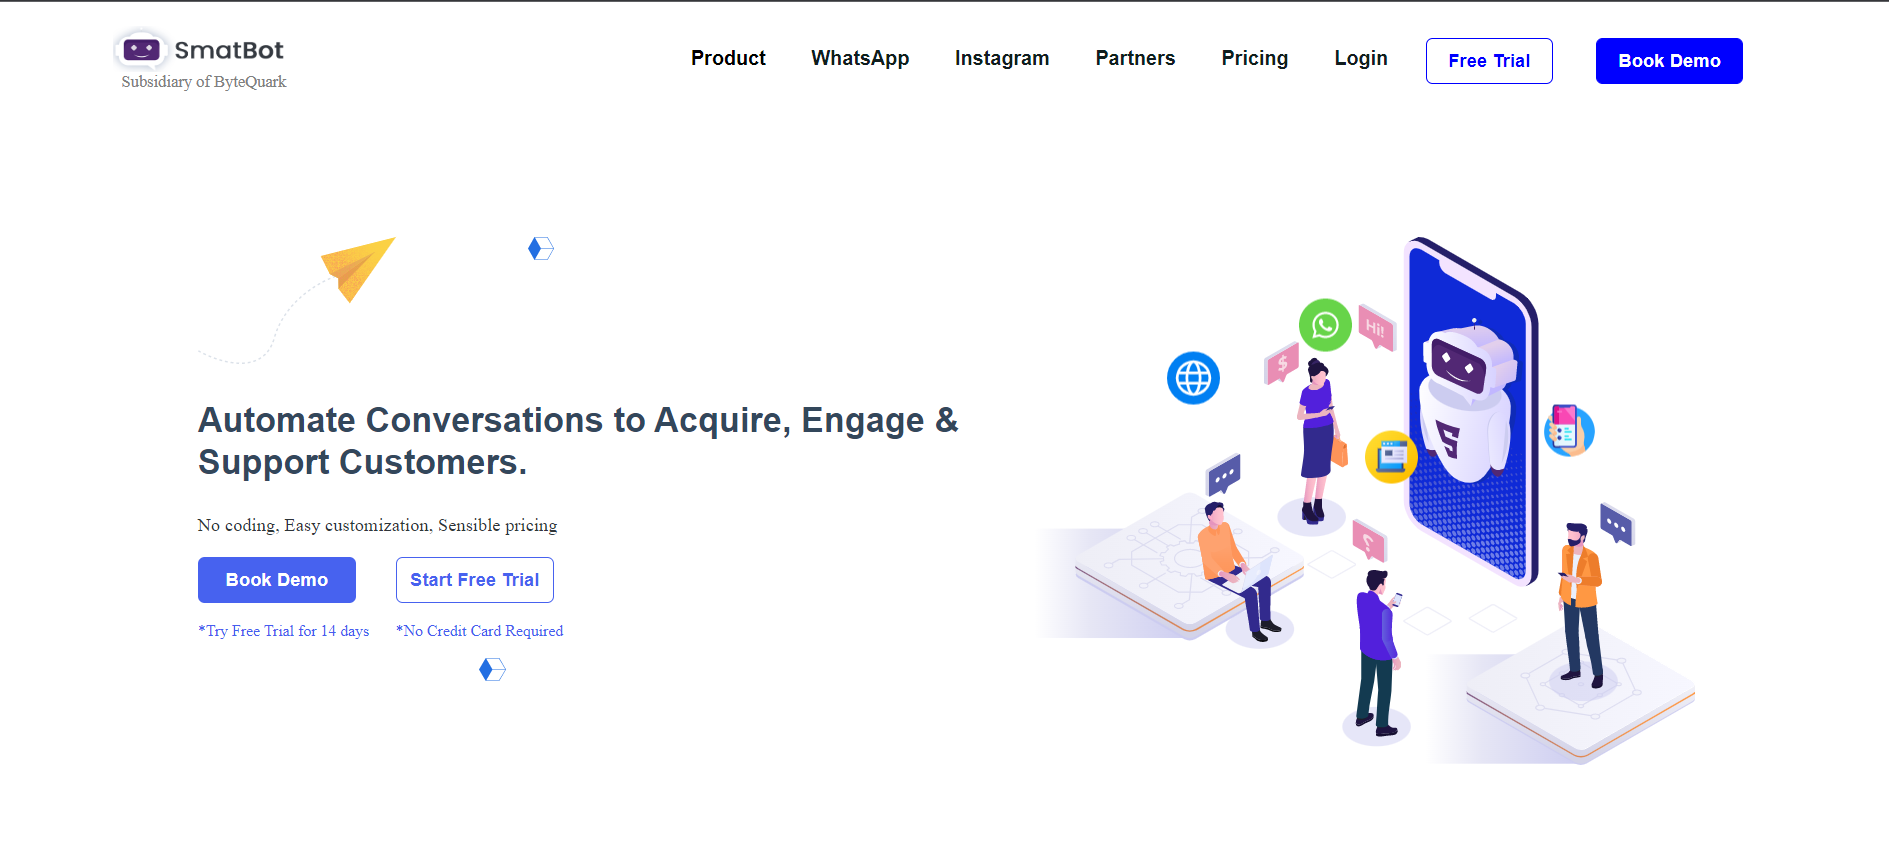 SmatBot
Subsidiary of ByteQuark
Product WhatsApp Instagram Partners Pricing Login Free Trial Book Demo
Automate Conversations to Acquire, Engage &
Support Customers.
No coding, Easy customization, Sensible pricing
Book Demo Start Free Trial
*Try Free Trial for 14 days *No Credit Card Required
Hi!
$
S
?